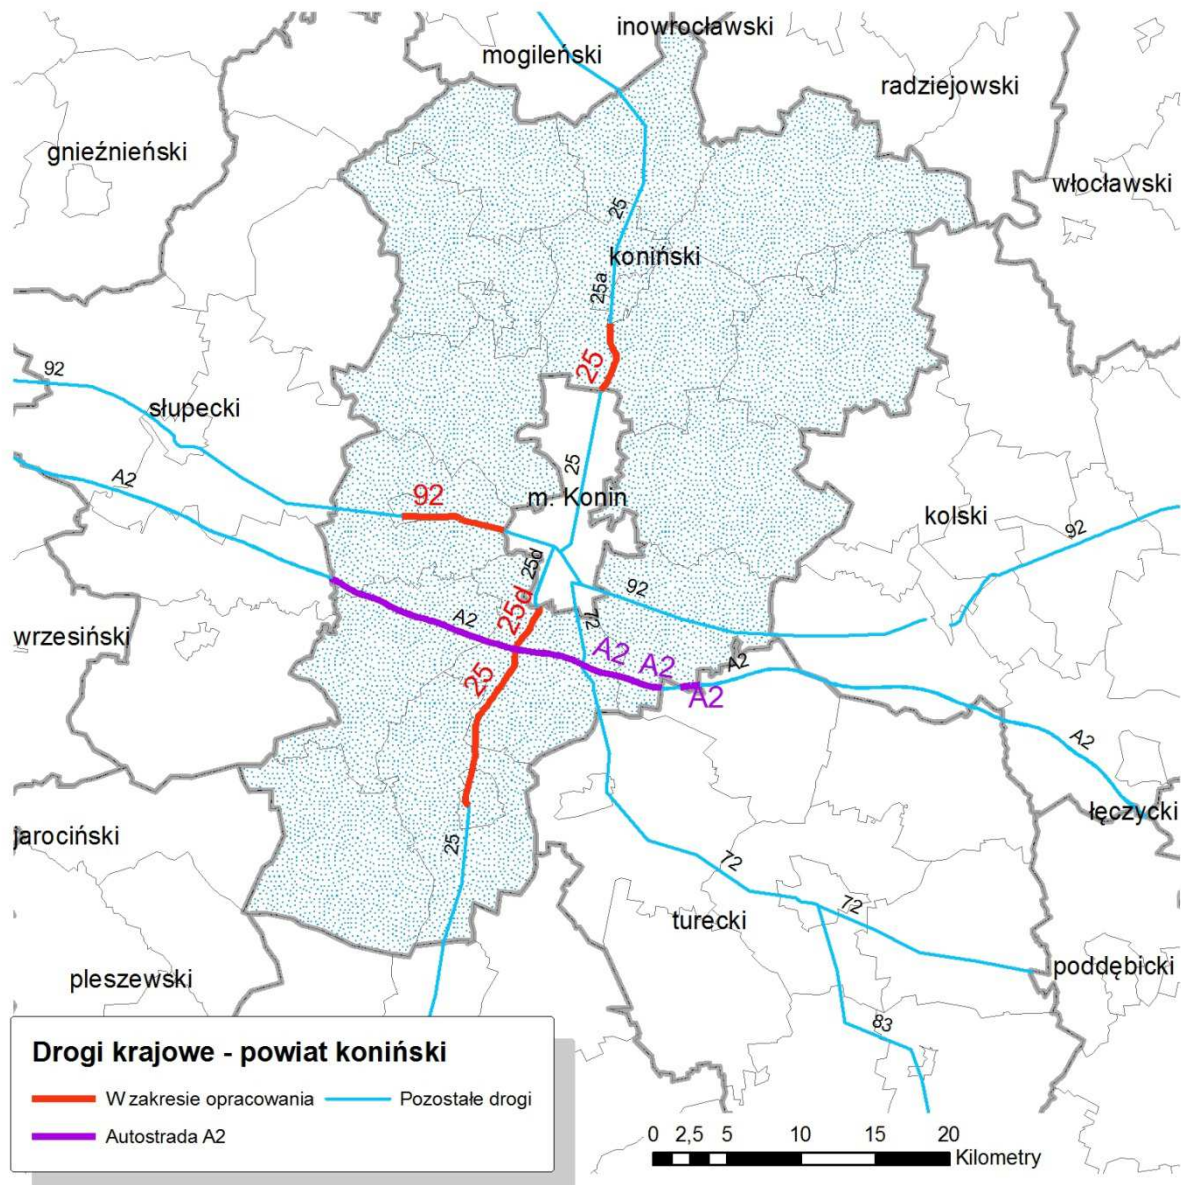 inowrocławski
mogileński
radziejowski
gnieźnieński
włocławski
25
koniński
25a
25
92
słupecki
25
A2
92
m. Konin
kolski
92
25d
92
25d
72
A2
wrzesiński
A2
A2
A2
25
A2
A2
łęczycki
jarociński
25
72
72
turecki
poddębicki
pleszewski
83
Drogi krajowe - powiat koniński
W zakresie opracowania
Pozostałe drogi
Autostrada A2
0 2,5 5 10 15 20
Kilometry